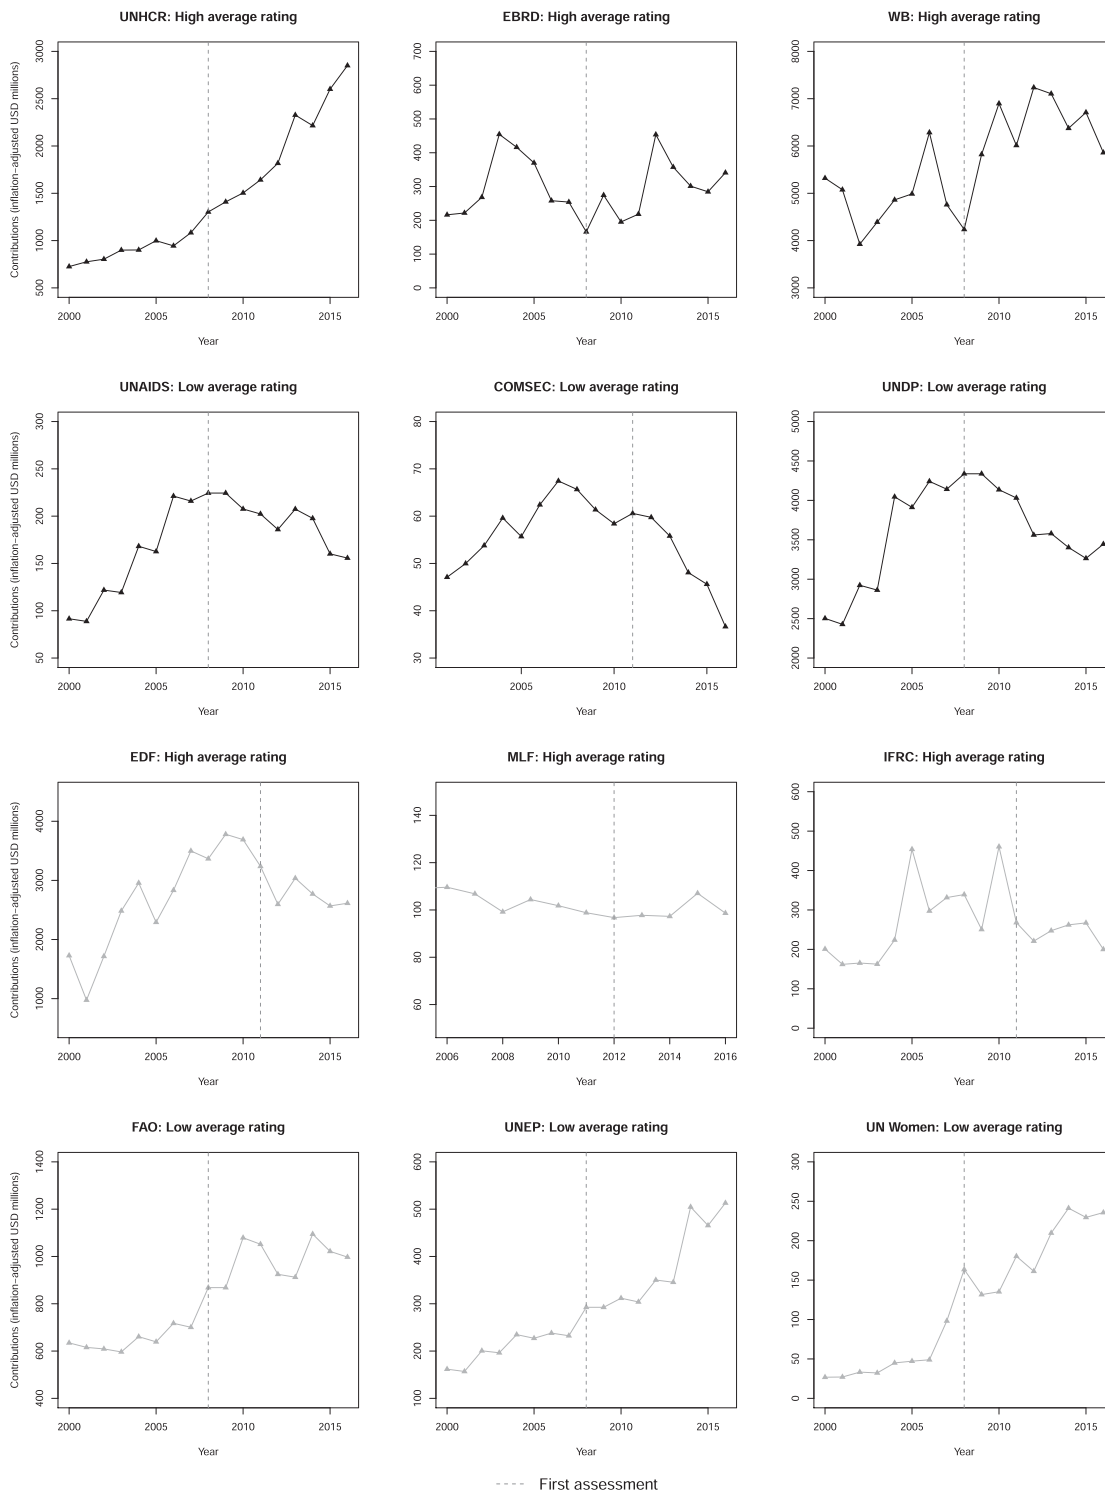 UNHCR: High average rating
EBRD: High average rating
WB: High average rating
Contributions (inflation−adjusted USD millions)
3000
2500
2000
1500
1000
500
2000 2005 2010 2015
Year
700
600
500
400
300
200
100
0
2000 2005 2010 2015
Year
8000
7000
6000
5000
4000
3000
2000 2005 2010 2015
Year
UNAIDS: Low average rating
COMSEC: Low average rating
UNDP: Low average rating
Contributions (inflation−adjusted USD millions)
300
250
200
150
100
50
2000 2005 2010 2015
Year
80
70
60
50
40
30
2005 2010 2015
Year
5000
4500
4000
3500
3000
2500
2000
2000 2005 2010 2015
Year
EDF: High average rating
MLF: High average rating
IFRC: High average rating
Contributions (inflation−adjusted USD millions)
4000
3000
2000
1000
2000 2005 2010 2015
Year
140
120
100
80
60
2006 2008 2010 2012 2014 2016
Year
600
500
400
300
200
100
0
2000 2005 2010 2015
Year
FAO: Low average rating
UNEP: Low average rating
UN Women: Low average rating
Contributions (inflation−adjusted USD millions)
1400
1200
1000
800
600
400
2000 2005 2010 2015
Year
600
500
400
300
200
100
2000 2005 2010 2015
Year
300
250
200
150
100
50
0
2000 2005 2010 2015
Year
First assessment